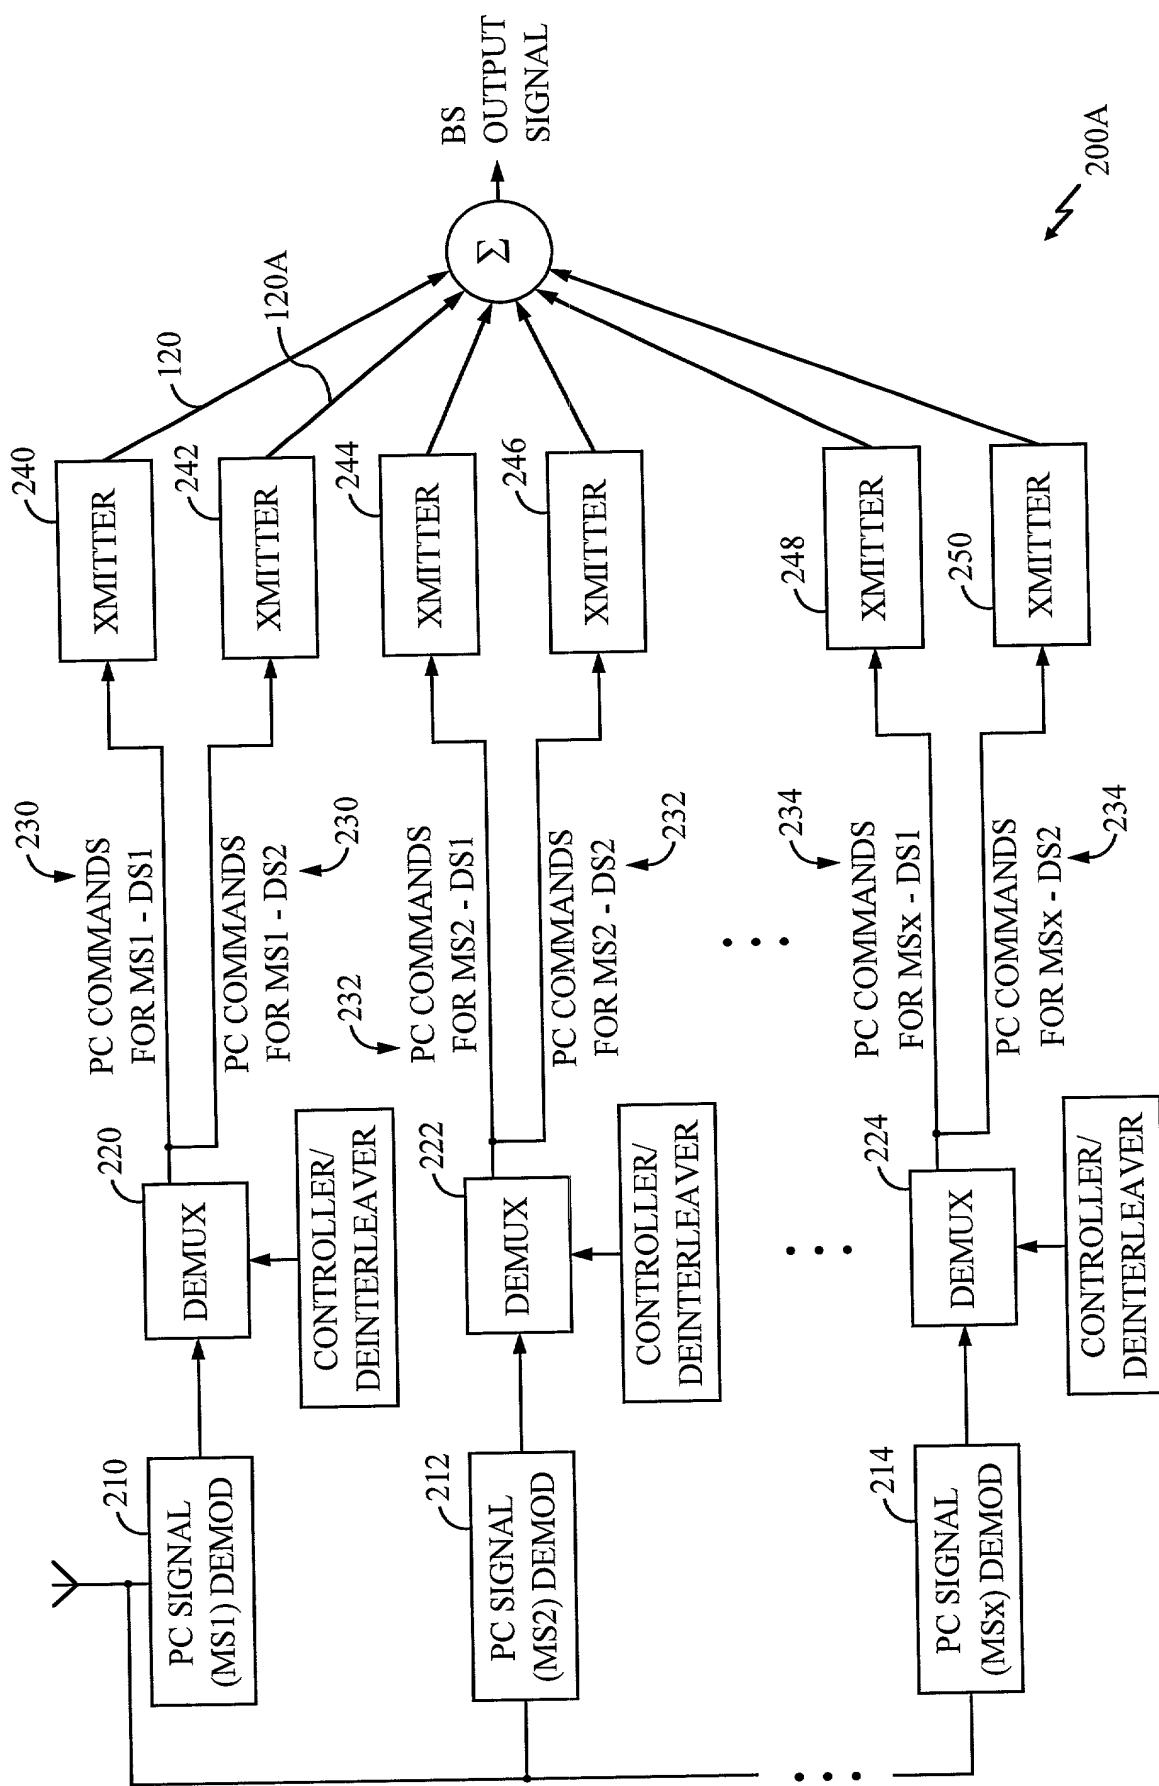 210
PC SIGNAL
(MS1) DEMOD
220
DEMUX
CONTROLLER/
DEINTERLEAVER
230
PC COMMANDS
FOR MS1 - DS1
PC COMMANDS
FOR MS1 - DS2
230
240
XMITTER
242
XMITTER
120
120A
212
PC SIGNAL
(MS2) DEMOD
222
DEMUX
CONTROLLER/
DEINTERLEAVER
232
PC COMMANDS
FOR MS2 - DS1
PC COMMANDS
FOR MS2 - DS2
232
244
XMITTER
246
XMITTER
Σ
BS
OUTPUT
SIGNAL
214
PC SIGNAL
(MSx) DEMOD
224
DEMUX
CONTROLLER/
DEINTERLEAVER
234
PC COMMANDS
FOR MSx - DS1
PC COMMANDS
FOR MSx - DS2
234
248
XMITTER
250
XMITTER
200A